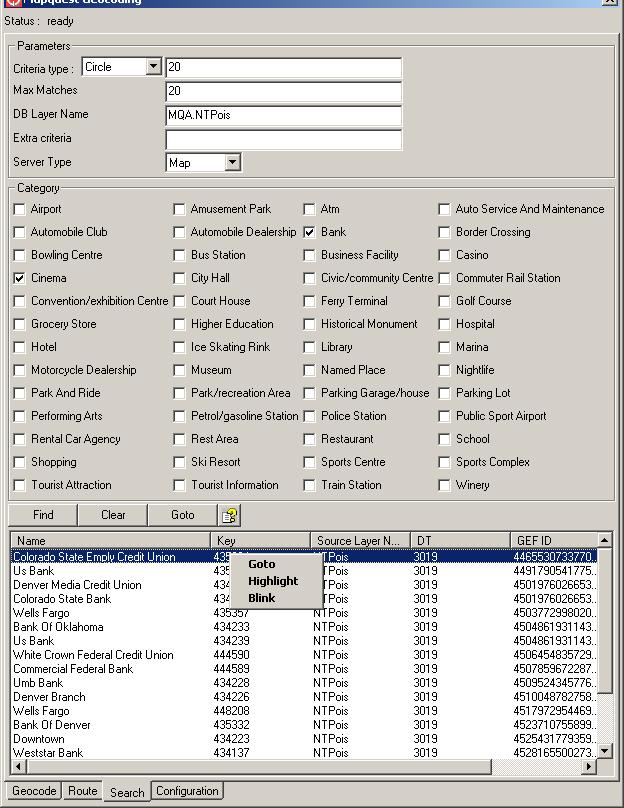 Mapquest Geocoding
Status : ready
Parameters
Criteria type : Circle 20
Max Matches 20
DB Layer Name MQA.NTPois
Extra criteria
Server Type Map
Category
Airport Amusement Park Atm Auto Service And Maintenance
Automobile Club Automobile Dealership Bank Border Crossing
Bowling Centre Bus Station Business Facility Casino
Cinema City Hall Civic/community Centre Commuter Rail Station
Convention/exhibition Centre Court House Ferry Terminal Golf Course
Grocery Store Higher Education Historical Monument Hospital
Hotel Ice Skating Rink Library Marina
Motorcycle Dealership Museum Named Place Nightlife
Park And Ride Park/recreation Area Parking Garage/house Parking Lot
Performing Arts Petrol/gasoline Station Police Station Public Sport Airport
Rental Car Agency Rest Area Restaurant School
Shopping Ski Resort Sports Centre Sports Complex
Tourist Attraction Tourist Information Train Station Winery
Find Clear Goto
Name Key Source Layer N... DT GEF ID
Colorado State Emply Credit Union NTPois 3019 4465530733770...
Us Bank 3019 4491790541775...
Denver Media Credit Union 3019 4501976026653...
Colorado State Bank 3019 4501976026653...
Goto
Highlight
Blink
Wells Fargo 435357 NTPois 3019 4503772998020...
Bank Of Oklahoma 434233 NTPois 3019 4504861931143...
Us Bank 434239 NTPois 3019 4504861931143...
White Crown Federal Credit Union 444590 NTPois 3019 4506454835729...
Commercial Federal Bank 444589 NTPois 3019 4507859672287...
Umb Bank 434228 NTPois 3019 4509524345776...
Denver Branch 434226 NTPois 3019 4510048782758...
Wells Fargo 448208 NTPois 3019 4517972954469...
Bank Of Denver 435332 NTPois 3019 4523710755899...
Downtown 434223 NTPois 3019 4525431779359...
Weststar Bank 434137 NTPois 3019 4528165500273...
Geocode Route Search Configuration